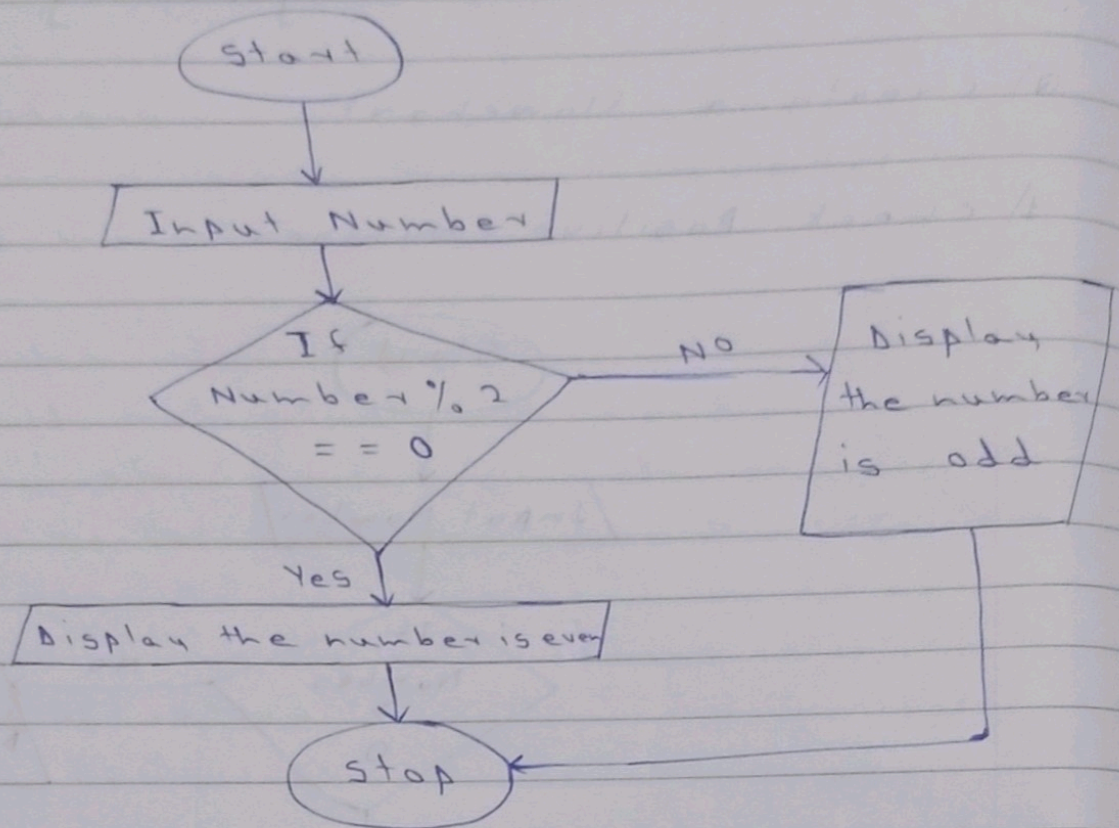 Start
Input Number
If
Number % 2
== 0
NO
Display
the number
is odd
Yes
Display the number is even
Stop